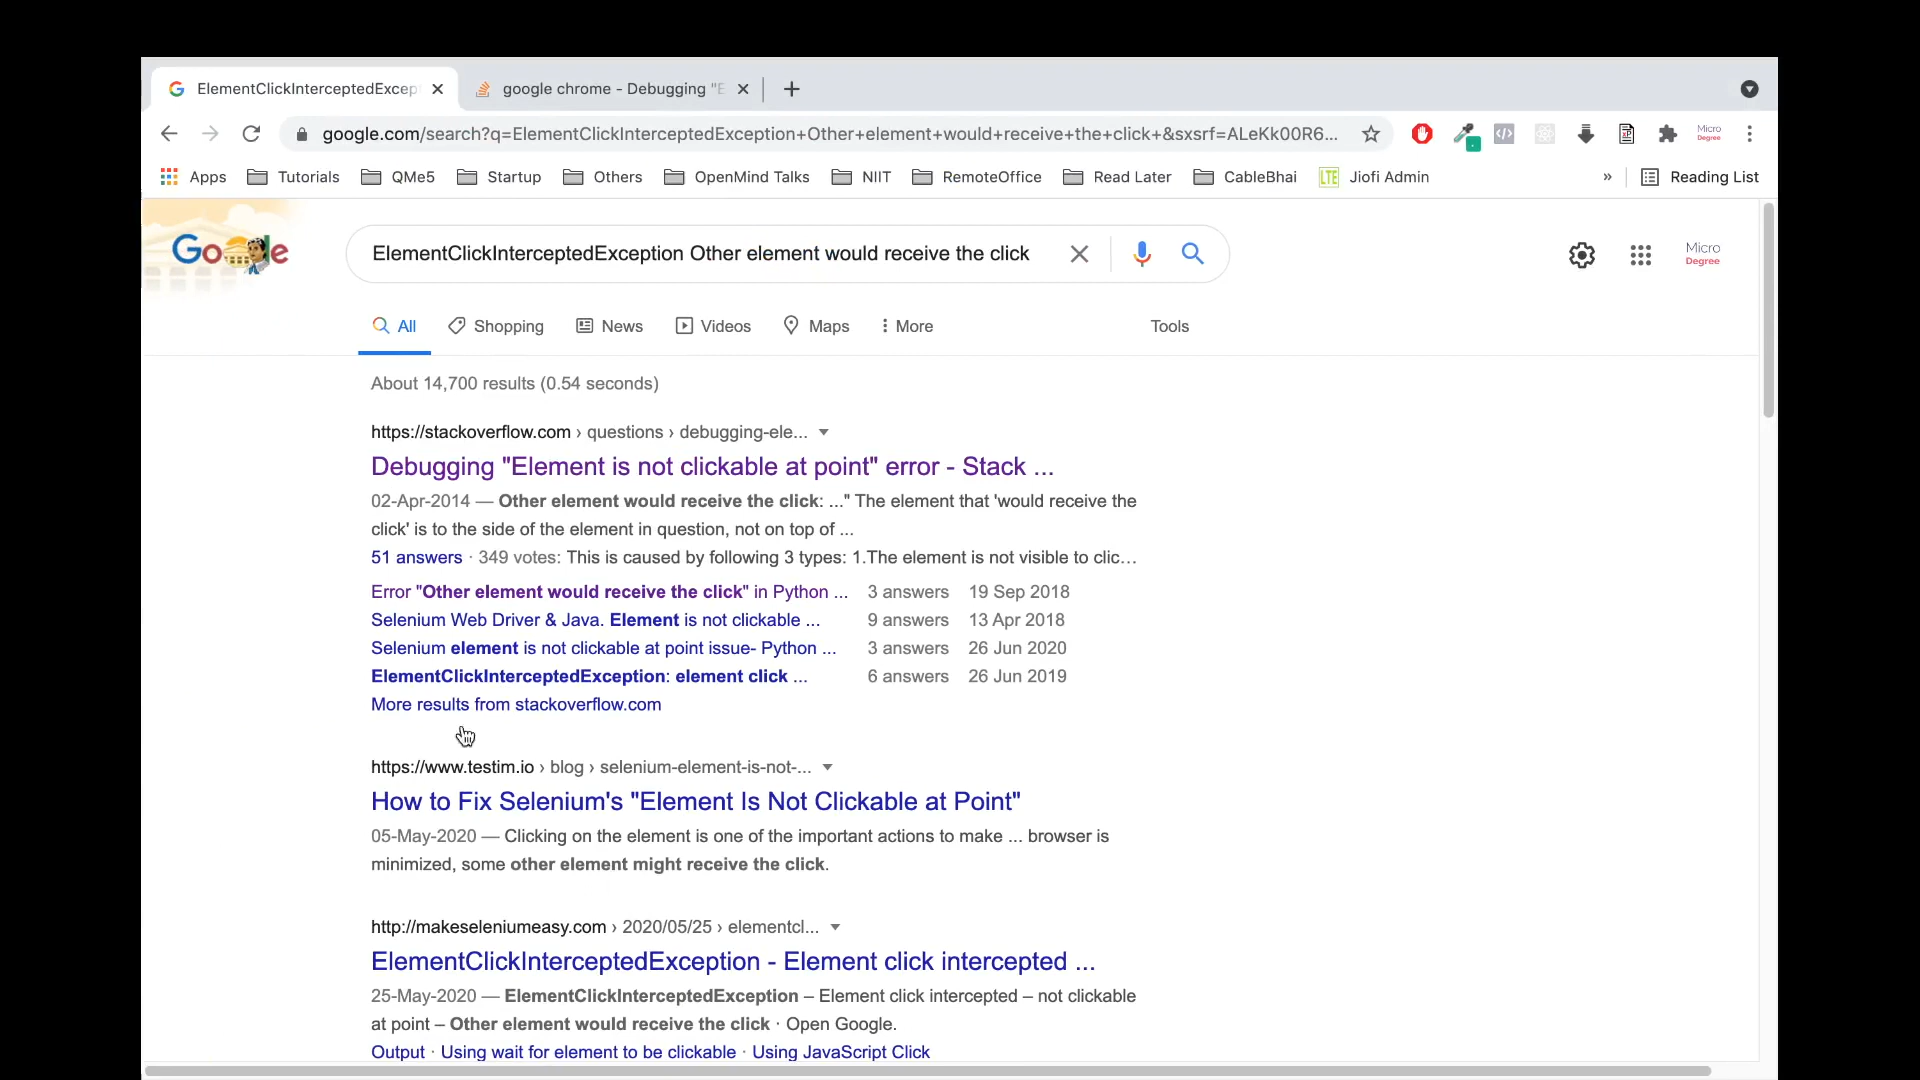 ElementClickInterceptedExcep
google chrome - Debugging "E
google.com/search?q=ElementClickInterceptedException+Other+element+would+receive+the+click+&sxsrf=ALeKk00R6...
Micro
Degree
Apps
Tutorials
QMe5
Startup
Others
OpenMind Talks
NIIT
RemoteOffice
Read Later
CableBhai
LTE
Jiofi Admin
»
Reading List
Google
ElementClickInterceptedException Other element would receive the click
Micro
Degree
All
Shopping
News
Videos
Maps
More
Tools
About 14,700 results (0.54 seconds)
https://stackoverflow.com › questions › debugging-ele...
Debugging "Element is not clickable at point" error - Stack ...
02-Apr-2014 — Other element would receive the click: ..." The element that 'would receive the
click' is to the side of the element in question, not on top of ...
51 answers · 349 votes: This is caused by following 3 types: 1.The element is not visible to clic...
Error "Other element would receive the click" in Python ... 3 answers 19 Sep 2018
Selenium Web Driver & Java. Element is not clickable ... 9 answers 13 Apr 2018
Selenium element is not clickable at point issue- Python ... 3 answers 26 Jun 2020
ElementClickInterceptedException: element click ... 6 answers 26 Jun 2019
More results from stackoverflow.com
https://www.testim.io › blog › selenium-element-is-not-...
How to Fix Selenium's "Element Is Not Clickable at Point"
05-May-2020 — Clicking on the element is one of the important actions to make ... browser is
minimized, some other element might receive the click.
http://makeseleniumeasy.com › 2020/05/25 › elementcl...
ElementClickInterceptedException - Element click intercepted ...
25-May-2020 — ElementClickInterceptedException – Element click intercepted – not clickable
at point – Other element would receive the click · Open Google.
Output · Using wait for element to be clickable · Using JavaScript Click